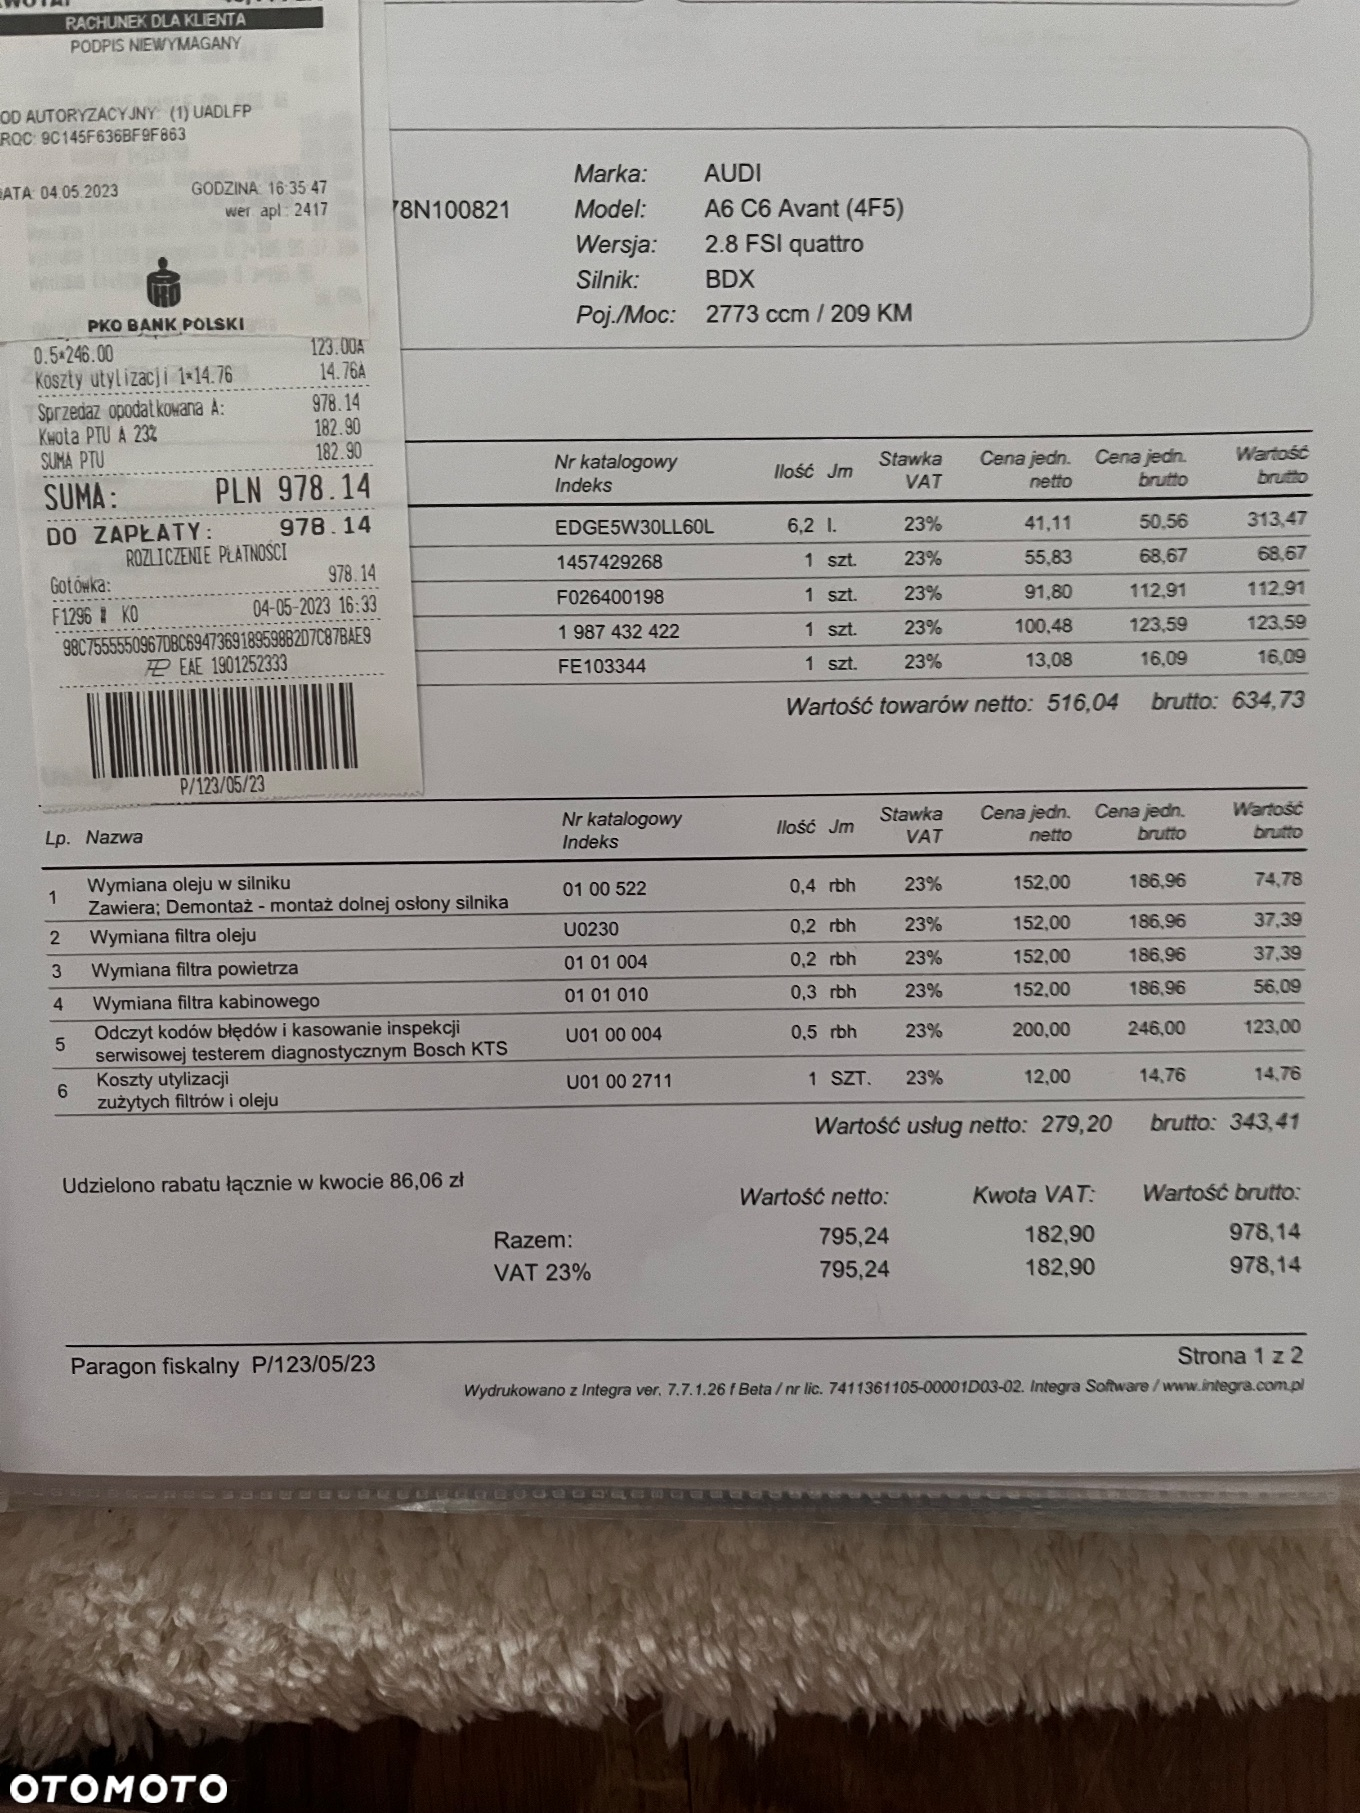 RACHUNEK DLA KLIENTA
PODPIS NIEWYMAGANY
OD AUTORYZACYJNY: (1) UADLFP
RQC: 9C145F636BF9F863
ATA: 04.05.2023 GODZINA: 16:35 47
wer. apl.: 2417
PKO BANK POLSKI
0.5*246.00 123.00A
Koszty utylizacji 1*14.76 14.76A
Sprzedaż opodatkowana A: 978.14
Kwota PTU A 23% 182.90
SUMA PTU 182.90
SUMA: PLN 978.14
DO ZAPŁATY: 978.14
ROZLICZENIE PŁATNOŚCI
Gotówka: 978.14
F1296 # KO 04-05-2023 16:33
98C7555550967DBC6947369189598B2D7C87BAE9
EAE 1901252333
P/123/05/23
78N100821
Marka: AUDI
Model: A6 C6 Avant (4F5)
Wersja: 2.8 FSI quattro
Silnik: BDX
Poj./Moc: 2773 ccm / 209 KM
Nr katalogowy Indeks Ilość Jm Stawka VAT Cena jedn. netto Cena jedn. brutto Wartość brutto
EDGE5W30LL60L 6,2 l. 23% 41,11 50,56 313,47
1457429268 1 szt. 23% 55,83 68,67 68,67
F026400198 1 szt. 23% 91,80 112,91 112,91
1 987 432 422 1 szt. 23% 100,48 123,59 123,59
FE103344 1 szt. 23% 13,08 16,09 16,09
Wartość towarów netto: 516,04 brutto: 634,73
Lp. Nazwa Nr katalogowy Indeks Ilość Jm Stawka VAT Cena jedn. netto Cena jedn. brutto Wartość brutto
1 Wymiana oleju w silniku 01 00 522 0,4 rbh 23% 152,00 186,96 74,78
Zawiera; Demontaż - montaż dolnej osłony silnika
2 Wymiana filtra oleju U0230 0,2 rbh 23% 152,00 186,96 37,39
3 Wymiana filtra powietrza 01 01 004 0,2 rbh 23% 152,00 186,96 37,39
4 Wymiana filtra kabinowego 01 01 010 0,3 rbh 23% 152,00 186,96 56,09
5 Odczyt kodów błędów i kasowanie inspekcji U01 00 004 0,5 rbh 23% 200,00 246,00 123,00
serwisowej testerem diagnostycznym Bosch KTS
6 Koszty utylizacji U01 00 2711 1 SZT. 23% 12,00 14,76 14,76
zużytych filtrów i oleju
Wartość usług netto: 279,20 brutto: 343,41
Udzielono rabatu łącznie w kwocie 86,06 zł
Wartość netto: Kwota VAT: Wartość brutto:
Razem: 795,24 182,90 978,14
VAT 23% 795,24 182,90 978,14
Paragon fiskalny P/123/05/23 Strona 1 z 2
Wydrukowano z Integra ver. 7.7.1.26 f Beta / nr lic. 7411361105-00001D03-02. Integra Software / www.integra.com.pl
OTOMOTO